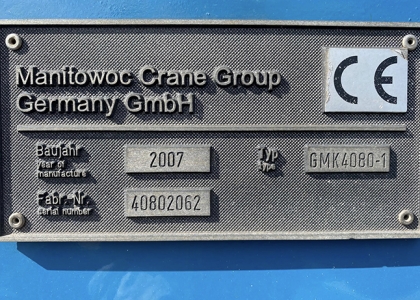 Manitowoc Crane Group
Germany GmbH
CE
Baujahr 2007 Typ GMK4080-1
year of type
manufacture
Fabr. Nr. 40802062
serial number